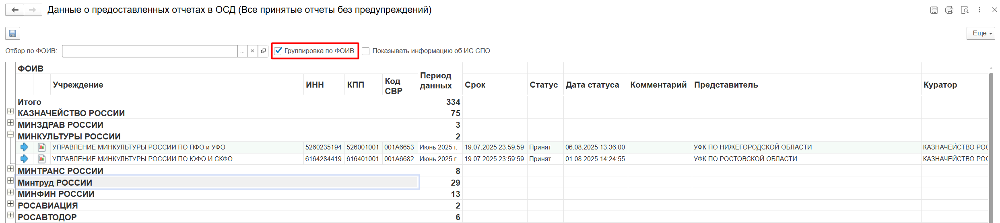 Данные о предоставленных отчетах в ОСД (Все принятые отчеты без предупреждений)
Еще
Отбор по ФОИВ: ... × Группировка по ФОИВ Показывать информацию об ИС СПО
ФОИВ
Учреждение ИНН КПП Код СВР Период данных Срок Статус Дата статуса Комментарий Представитель Куратор
Итого 334
КАЗНАЧЕЙСТВО РОССИИ 75
МИНЗДРАВ РОССИИ 3
МИНКУЛЬТУРЫ РОССИИ 2
УПРАВЛЕНИЕ МИНКУЛЬТУРЫ РОССИИ ПО ПФО и УФО 5260235194 526001001 001А6653 Июнь 2025 г. 19.07.2025 23:59:59 Принят 06.08.2025 13:36:00 УФК ПО НИЖЕГОРОДСКОЙ ОБЛАСТИ КАЗНАЧЕЙСТВО РОС
УПРАВЛЕНИЕ МИНКУЛЬТУРЫ РОССИИ ПО ЮФО И СКФО 6164284419 616401001 001А6682 Июнь 2025 г. 19.07.2025 23:59:59 Принят 01.08.2025 14:24:55 УФК ПО РОСТОВСКОЙ ОБЛАСТИ КАЗНАЧЕЙСТВО РОС
МИНТРАНС РОССИИ 8
Минтруд РОССИИ 29
МИНФИН РОССИИ 13
РОСАВИАЦИЯ 2
РОСАВТОДОР 6